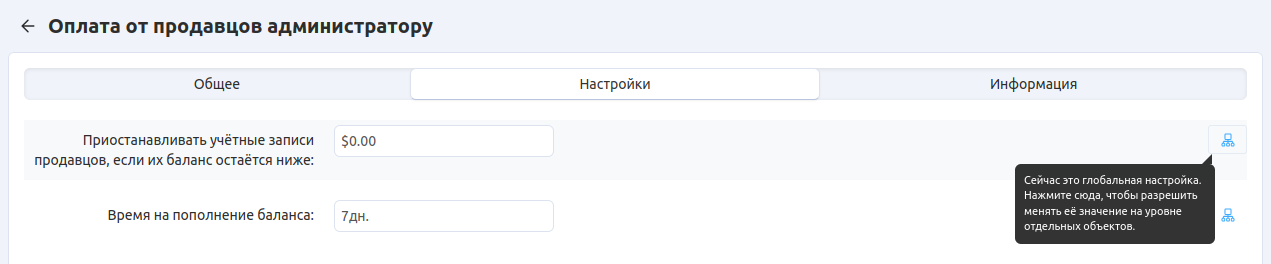 Оплата от продавцов администратору
Общее
Настройки
Информация
Приостанавливать учётные записи
продавцов, если их баланс остаётся ниже:
$0.00
Сейчас это глобальная настройка.
Нажмите сюда, чтобы разрешить
менять её значение на уровне
отдельных объектов.
Время на пополнение баланса:
7дн.